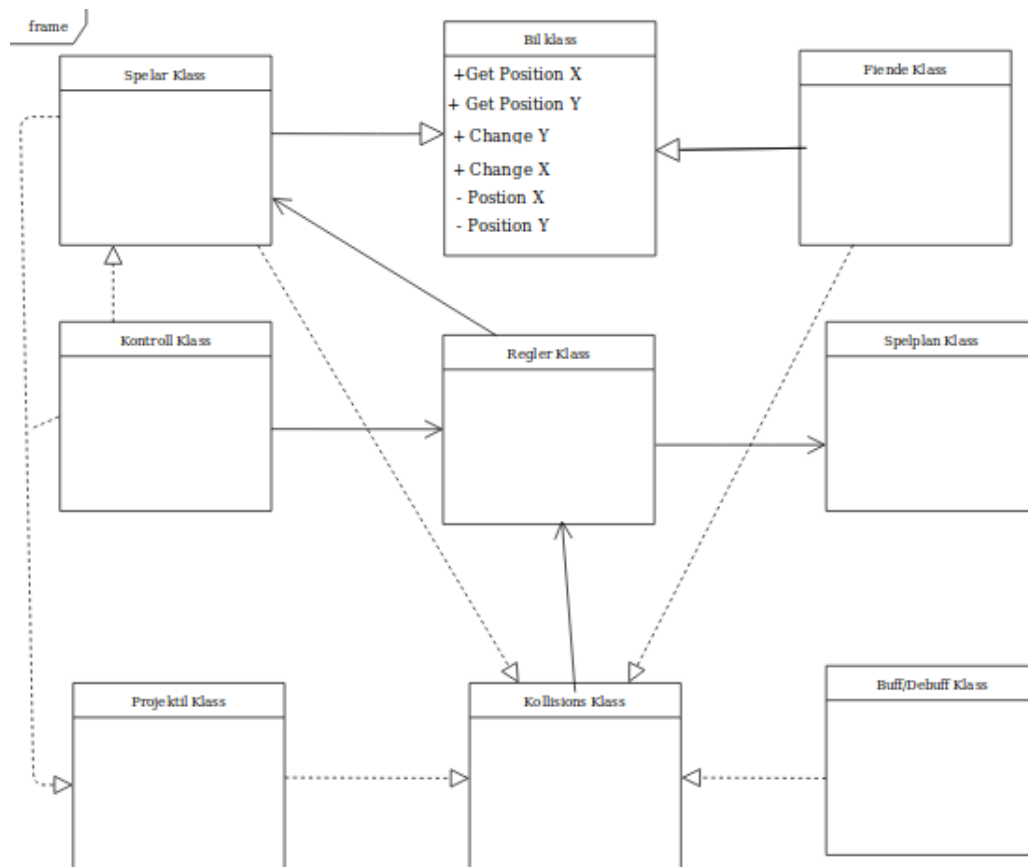 frame
Spelar Klass
Bil klass
+Get Position X
+ Get Position Y
+ Change Y
+ Change X
- Postion X
- Position Y
Fiende Klass
Kontroll Klass
Regler Klass
Spelplan Klass
Projektil Klass
Kollisions Klass
Buff/Debuff Klass